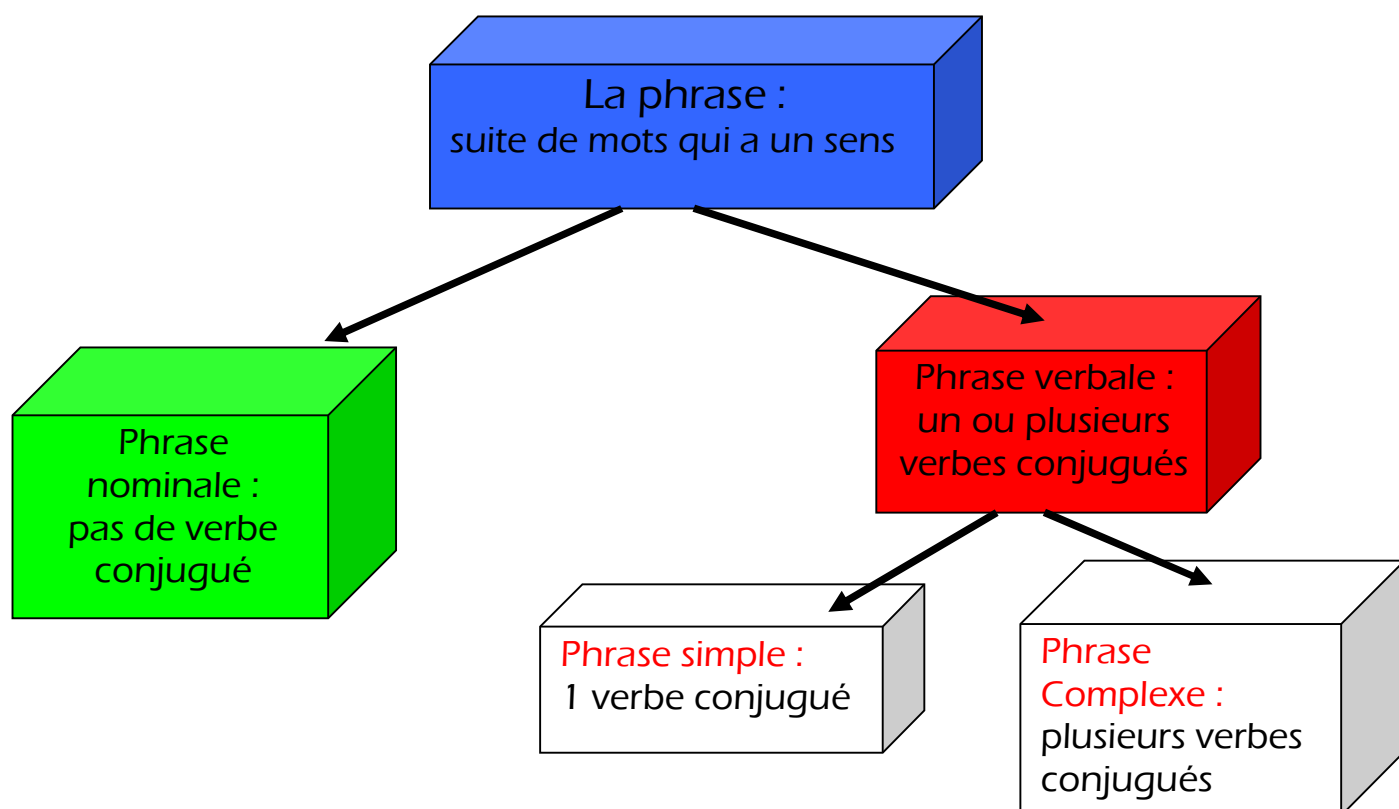 La phrase :
suite de mots qui a un sens
Phrase
nominale :
pas de verbe
conjugué
Phrase verbale :
un ou plusieurs
verbes conjugués
Phrase simple :
1 verbe conjugué
Phrase
Complexe :
plusieurs verbes
conjugués